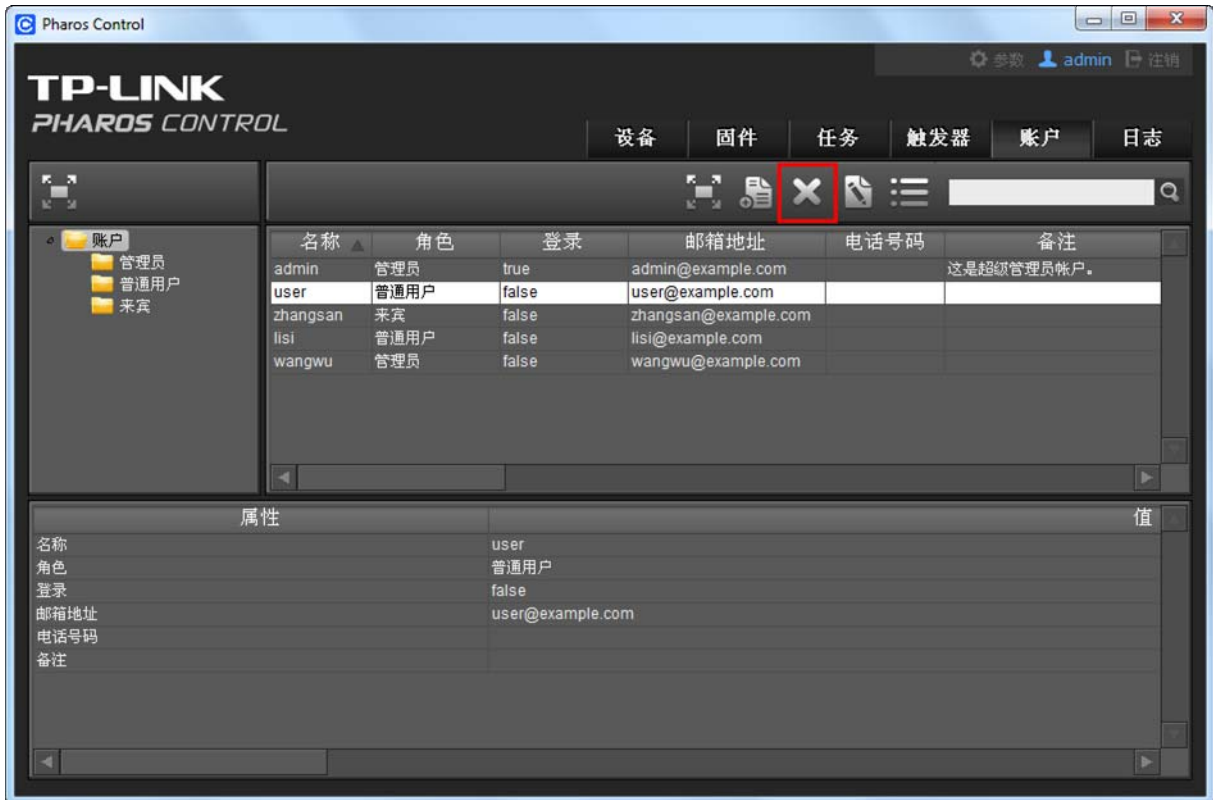 Pharos Control
参数 admin 注销
TP-LINK
PHAROS CONTROL
设备 固件 任务 触发器 账户 日志
账户
管理员
普通用户
来宾
名称 角色 登录 邮箱地址 电话号码 备注
admin 管理员 true admin@example.com 这是超级管理员帐户。
user 普通用户 false user@example.com
zhangsan 来宾 false zhangsan@example.com
lisi 普通用户 false lisi@example.com
wangwu 管理员 false wangwu@example.com
属性 值
名称 user
角色 普通用户
登录 false
邮箱地址 user@example.com
电话号码
备注